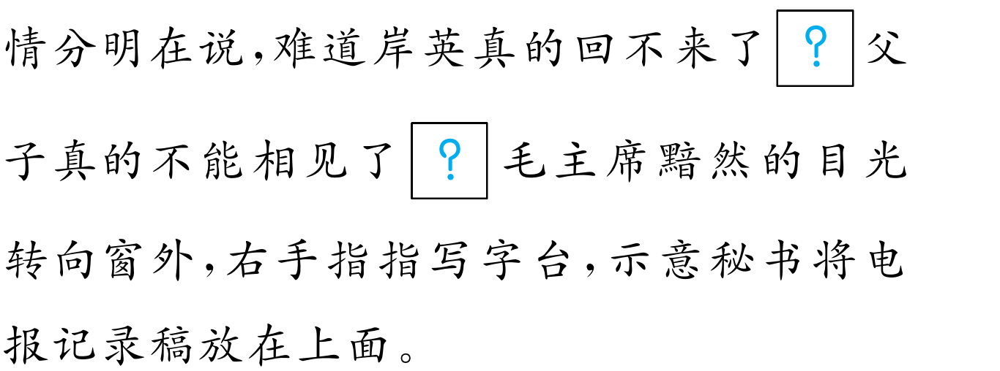 情分明在说,难道岸英真的回不来了?父
子真的不能相见了?毛主席黯然的目光
转向窗外,右手指指写字台,示意秘书将电
报记录稿放在上面。